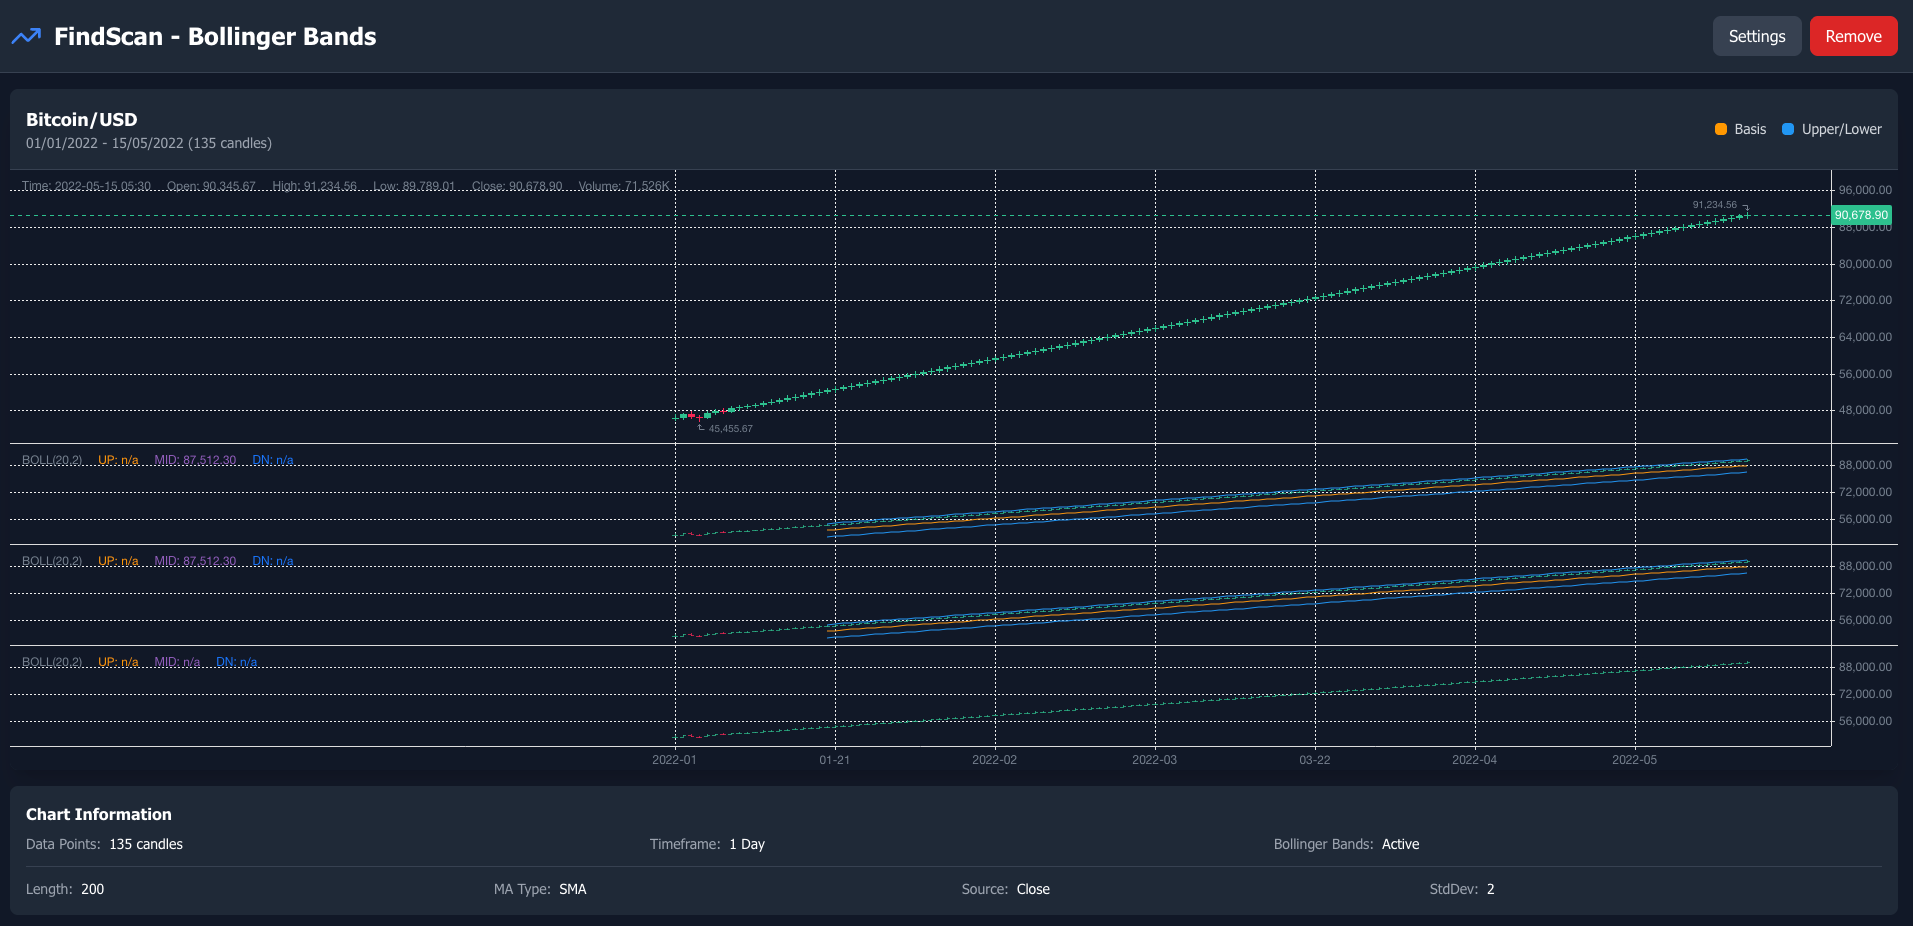 FindScan - Bollinger Bands
Settings
Remove
Bitcoin/USD
01/01/2022 - 15/05/2022 (135 candles)
Basis
Upper/Lower
Time: 2022-05-15 05:30 Open: 90,345.67 High: 91,234.56 Low: 89,789.01 Close: 90,678.90 Volume: 71.526K
96,000.00
91,234.56
90,678.90
88,000.00
80,000.00
72,000.00
64,000.00
56,000.00
48,000.00
45,455.67
BOLL(20,2) UP: n/a MID: 87,512.30 DN: n/a
88,000.00
72,000.00
56,000.00
BOLL(20,2) UP: n/a MID: 87,512.30 DN: n/a
88,000.00
72,000.00
56,000.00
BOLL(20,2) UP: n/a MID: n/a DN: n/a
88,000.00
72,000.00
56,000.00
2022-01 01-21 2022-02 2022-03 03-22 2022-04 2022-05
Chart Information
Data Points: 135 candles Timeframe: 1 Day Bollinger Bands: Active
Length: 200 MA Type: SMA Source: Close StdDev: 2